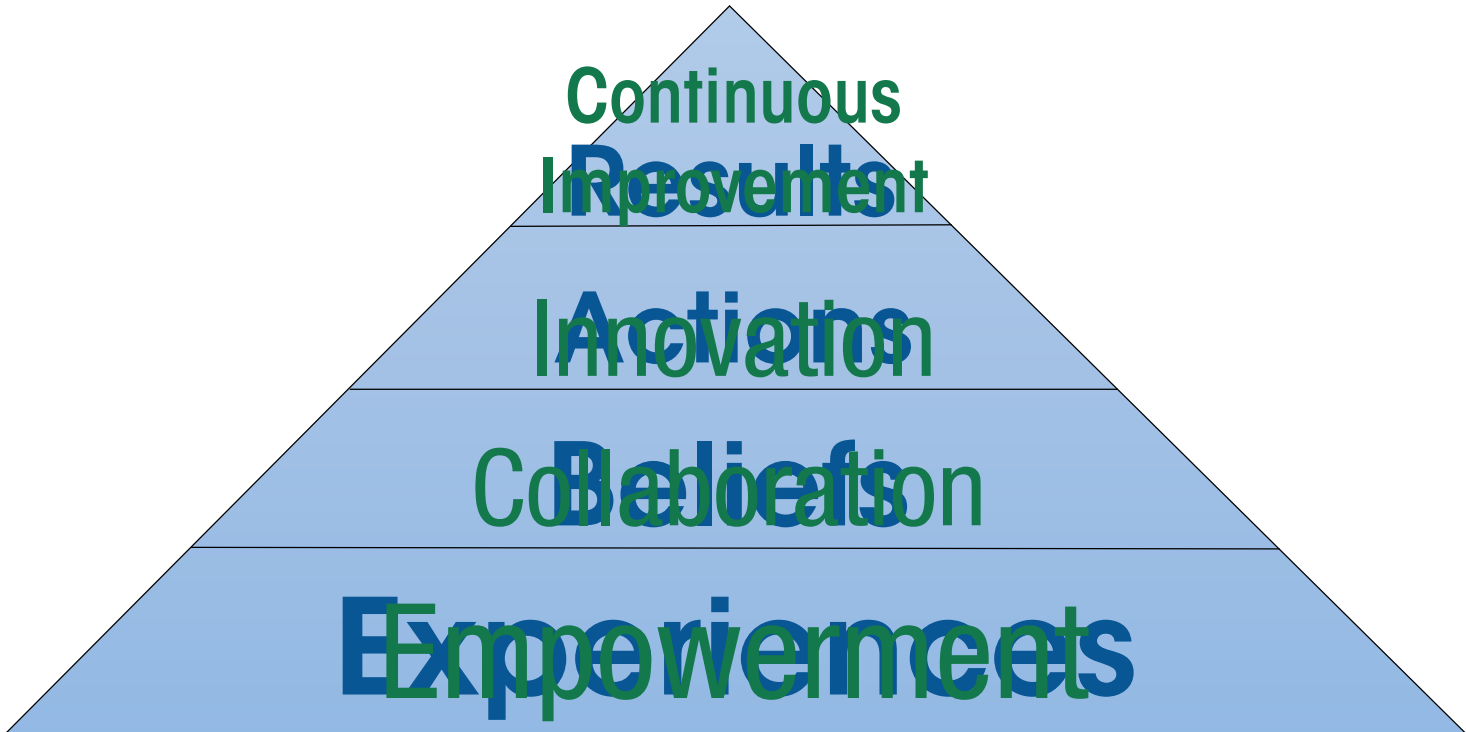 Continuous
Improvement
Results
Innovation
Actions
Collaboration
Beliefs
Empowerment
Experiences